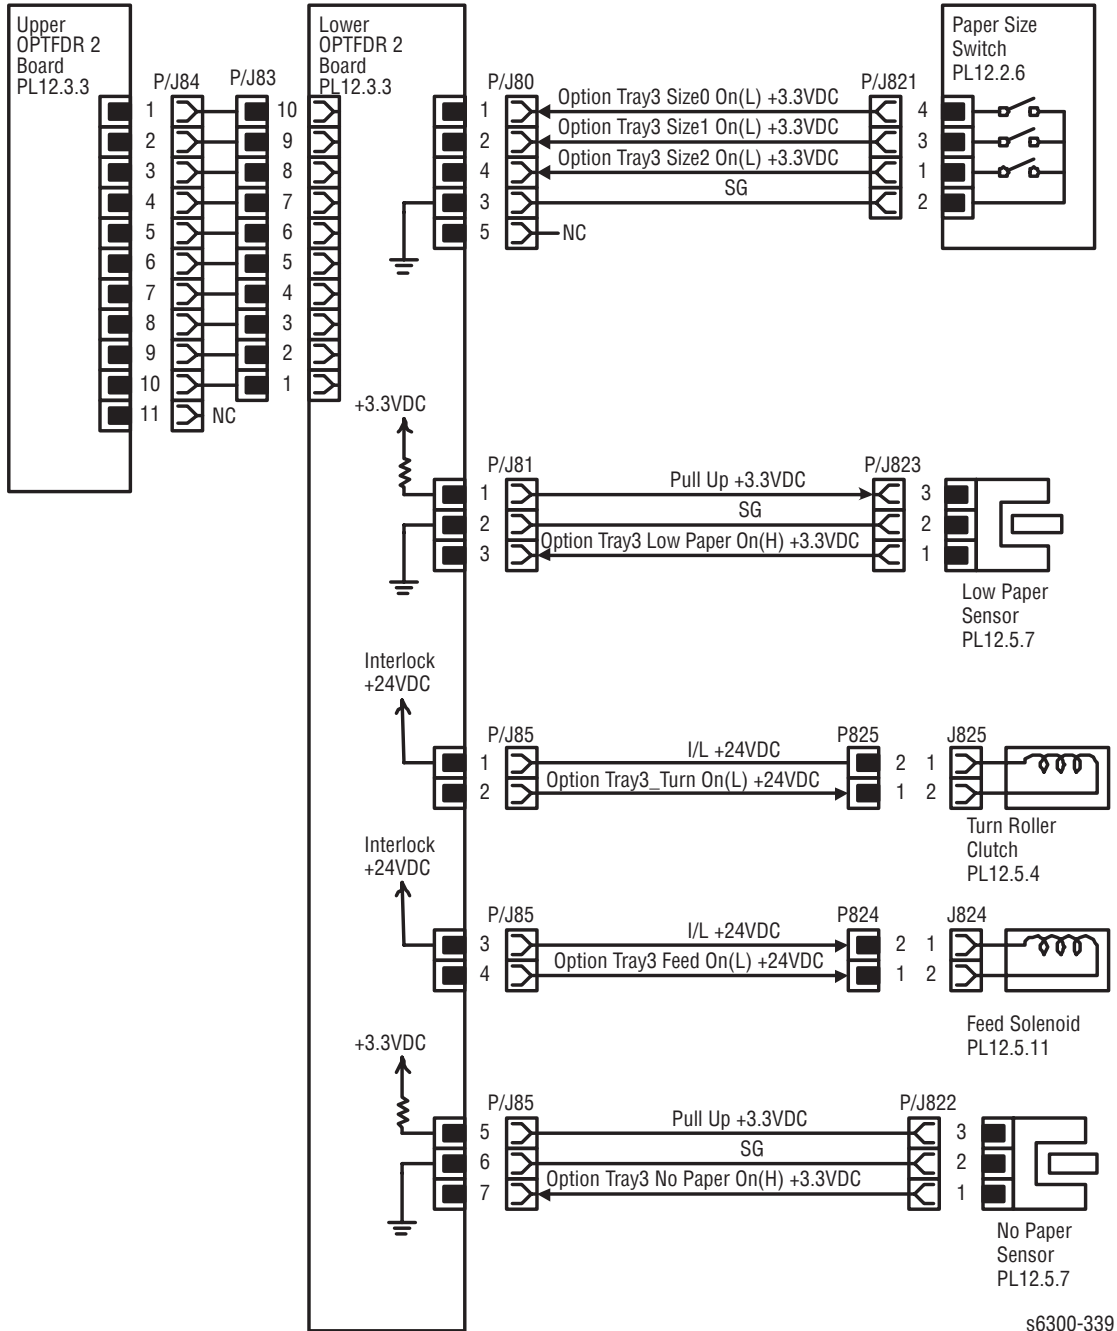 Upper
OPTFDR 2
Board
PL12.3.3
P/J84
P/J83
1 10
2 9
3 8
4 7
5 6
6 5
7 4
8 3
9 2
10 1
11 NC
Lower
OPTFDR 2
Board
PL12.3.3
P/J80
P/J821
Paper Size
Switch
PL12.2.6
1 Option Tray3 Size0 On(L) +3.3VDC 4
2 Option Tray3 Size1 On(L) +3.3VDC 3
4 Option Tray3 Size2 On(L) +3.3VDC 1
3 SG 2
5 NC
+3.3VDC
P/J81
P/J823
1 Pull Up +3.3VDC 3
2 SG 2
3 Option Tray3 Low Paper On(H) +3.3VDC 1
Low Paper
Sensor
PL12.5.7
Interlock
+24VDC
P/J85
P825
J825
1 I/L +24VDC 2 1
2 Option Tray3_Turn On(L) +24VDC 1 2
Turn Roller
Clutch
PL12.5.4
Interlock
+24VDC
P/J85
P824
J824
3 I/L +24VDC 2 1
4 Option Tray3 Feed On(L) +24VDC 1 2
Feed Solenoid
PL12.5.11
+3.3VDC
P/J85
P/J822
5 Pull Up +3.3VDC 3
6 SG 2
7 Option Tray3 No Paper On(H) +3.3VDC 1
No Paper
Sensor
PL12.5.7
s6300-339